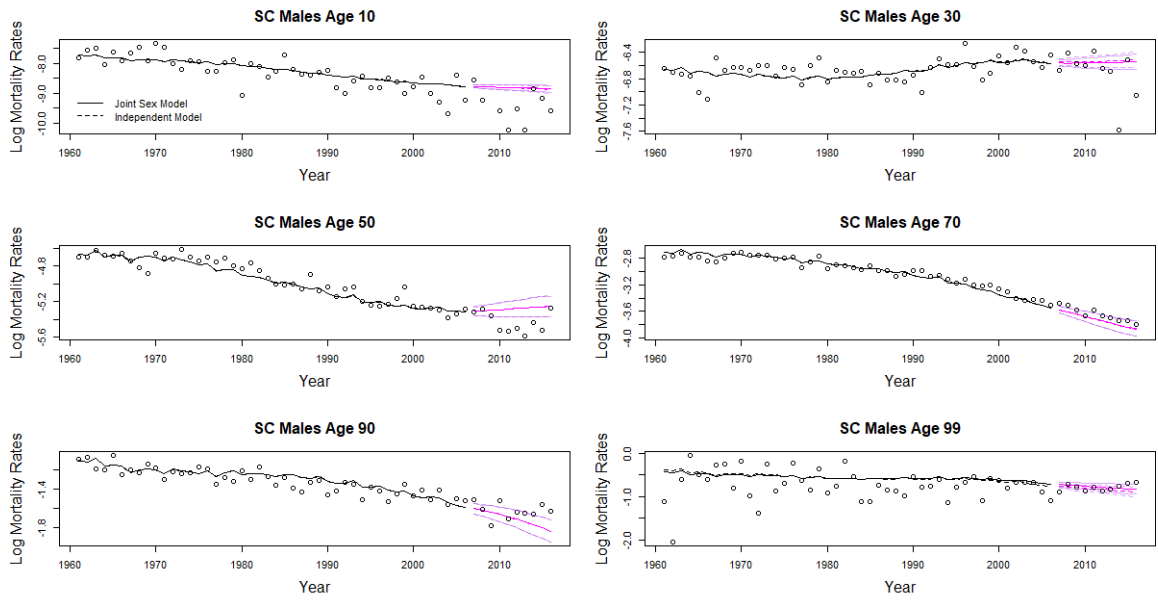 SC Males Age 10
Log Mortality Rates
-8.0
-9.0
-10.0
Joint Sex Model
Independent Model
1960 1970 1980 1990 2000 2010
Year
SC Males Age 30
Log Mortality Rates
-6.4
-6.8
-7.2
-7.6
1960 1970 1980 1990 2000 2010
Year
SC Males Age 50
Log Mortality Rates
-4.8
-5.2
-5.6
1960 1970 1980 1990 2000 2010
Year
SC Males Age 70
Log Mortality Rates
-2.8
-3.2
-3.6
-4.0
1960 1970 1980 1990 2000 2010
Year
SC Males Age 90
Log Mortality Rates
-1.4
-1.8
1960 1970 1980 1990 2000 2010
Year
SC Males Age 99
Log Mortality Rates
0.0
-1.0
-2.0
1960 1970 1980 1990 2000 2010
Year